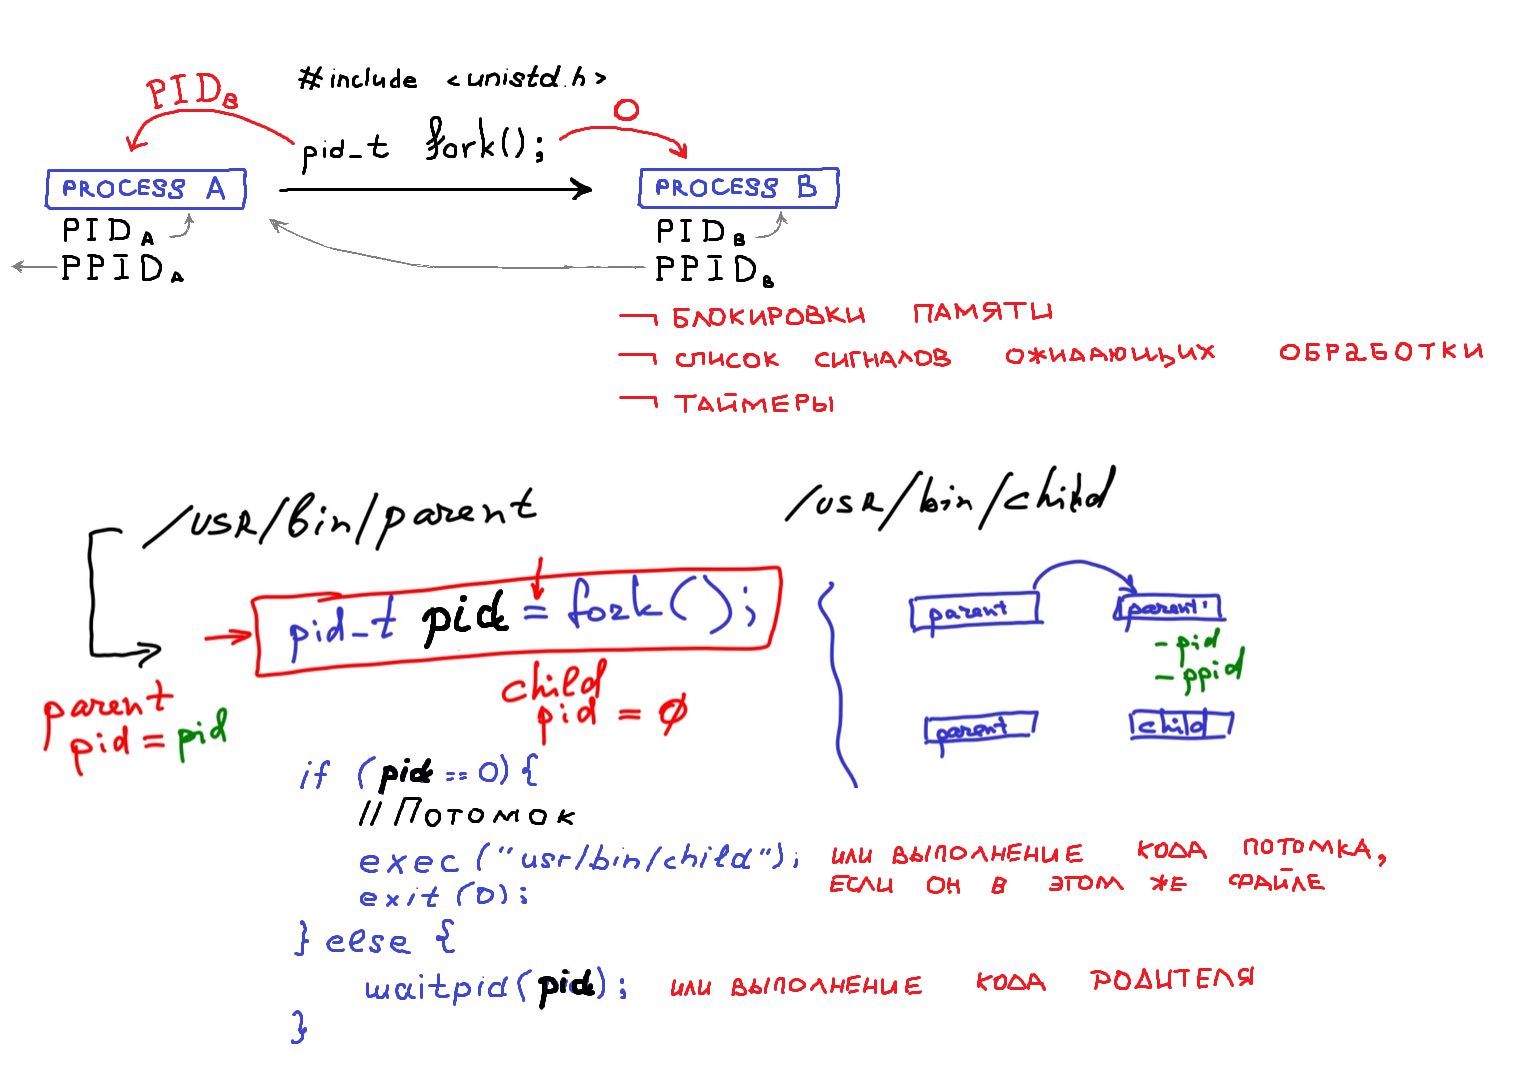 #include <unistd.h>
PID_B
0
pid_t fork();
PROCESS A
PROCESS B
PID_A
PID_B
PPID_A
PPID_B
БЛОКИРОВКИ ПАМЯТИ
СПИСОК СИГНАЛОВ ОЖИДАЮЩИХ ОБРАБОТКИ
ТАЙМЕРЫ
/usr/bin/parent
/usr/bin/child
pid_t pid = fork();
parent
parent'
- pid
- ppid
child
pid = 0
parent
pid = pid
parent
child
if (pid == 0) {
// Потомок
exec ("usr/bin/child"); или выполнение кода потомка,
если он в этом же файле
exit (0);
} else {
waitpid(pid); или выполнение кода родителя
}